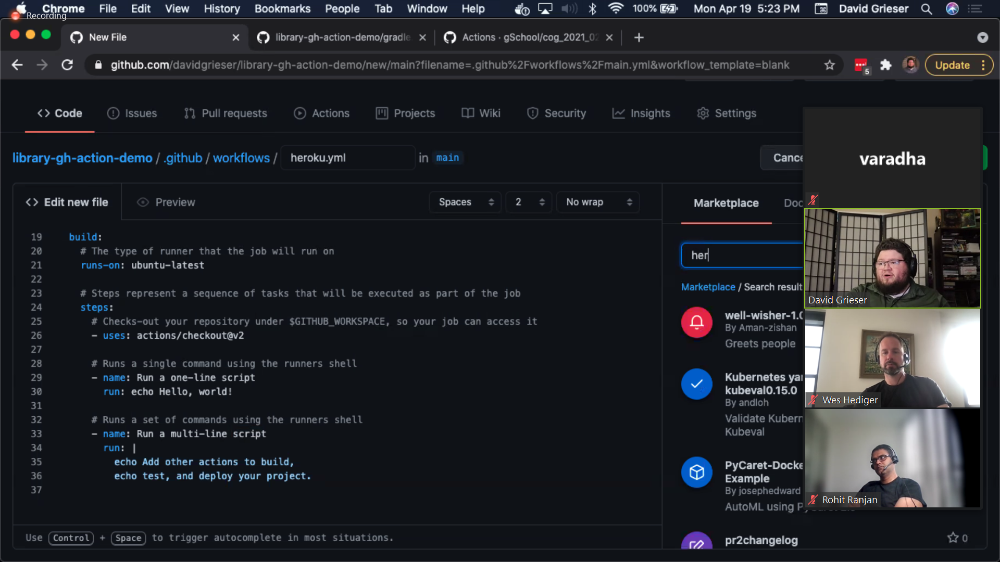 Chrome File Edit View History Bookmarks People Tab Window Help 100% Mon Apr 19 5:23 PM David Grieser
Recording
New File library-gh-action-demo/gradle Actions · gSchool/cog_2021_02
github.com/davidgrieser/library-gh-action-demo/new/main?filename=.github%2Fworkflows%2Fmain.yml&workflow_template=blank 5 Update
Code Issues Pull requests Actions Projects Wiki Security Insights Settings
library-gh-action-demo / .github / workflows / heroku.yml in main Cance
Edit new file Preview Spaces 2 No wrap
19 build:
20 # The type of runner that the job will run on
21 runs-on: ubuntu-latest
22
23 # Steps represent a sequence of tasks that will be executed as part of the job
24 steps:
25 # Checks-out your repository under $GITHUB_WORKSPACE, so your job can access it
26 - uses: actions/checkout@v2
27
28 # Runs a single command using the runners shell
29 - name: Run a one-line script
30 run: echo Hello, world!
31
32 # Runs a set of commands using the runners shell
33 - name: Run a multi-line script
34 run: |
35 echo Add other actions to build,
36 echo test, and deploy your project.
37
Use Control + Space to trigger autocomplete in most situations.
Marketplace Doc
her
Marketplace / Search result
well-wisher-1.0
By Aman-zishan
Greets people
Kubernetes yam
kubeval0.15.0
By andloh
Validate Kubern
Kubeval
PyCaret-Docke
Example
By josephedward
AutoML using
pr2changelog
0
varadha
David Grieser
Wes Hediger
Rohit Ranjan